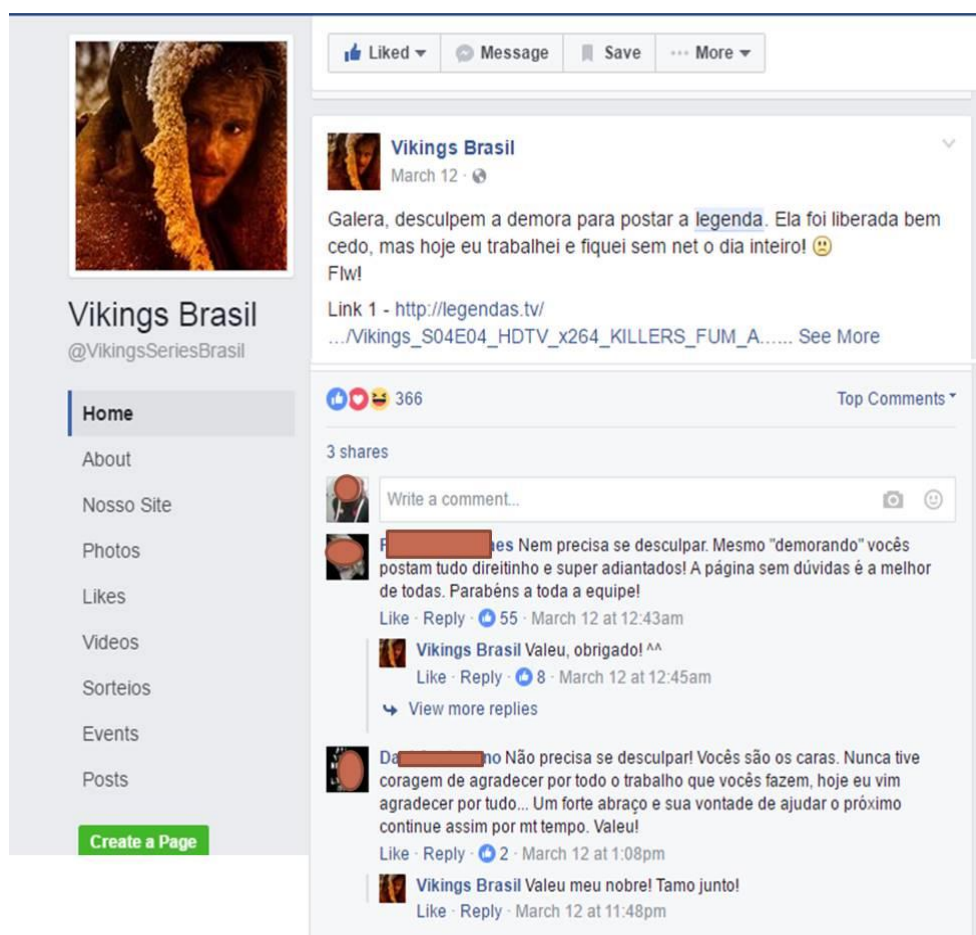 Liked
Message
Save
More
Vikings Brasil
March 12
Galera, desculpem a demora para postar a legenda. Ela foi liberada bem
cedo, mas hoje eu trabalhei e fiquei sem net o dia inteiro!
Flw!
Link 1 - http://legendas.tv/
.../Vikings_S04E04_HDTV_x264_KILLERS_FUM_A...... See More
Vikings Brasil
@VikingsSeriesBrasil
Home
About
Nosso Site
Photos
Likes
Videos
Sorteios
Events
Posts
Create a Page
366
Top Comments
3 shares
Write a comment...
es Nem precisa se desculpar. Mesmo "demorando" vocês
postam tudo direitinho e super adiantados! A página sem dúvidas é a melhor
de todas. Parabéns a toda a equipe!
Like · Reply · 55 · March 12 at 12:43am
Vikings Brasil Valeu, obrigado! ^^
Like · Reply · 8 · March 12 at 12:45am
View more replies
Da no Não precisa se desculpar! Vocês são os caras. Nunca tive
coragem de agradecer por todo o trabalho que vocês fazem, hoje eu vim
agradecer por tudo... Um forte abraço e sua vontade de ajudar o próximo
continue assim por mt tempo. Valeu!
Like · Reply · 2 · March 12 at 1:08pm
Vikings Brasil Valeu meu nobre! Tamo junto!
Like · Reply · March 12 at 11:48pm